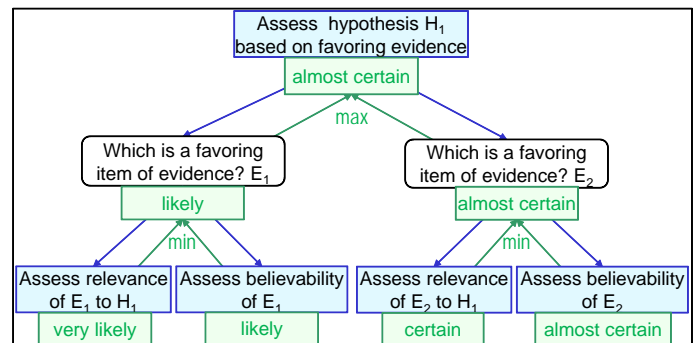 Assess hypothesis H₁
based on favoring evidence
almost certain
max
Which is a favoring
item of evidence? E₁
likely
Which is a favoring
item of evidence? E₂
almost certain
min
min
Assess relevance
of E₁ to H₁
very likely
Assess believability
of E₁
likely
Assess relevance
of E₂ to H₁
certain
Assess believability
of E₂
almost certain